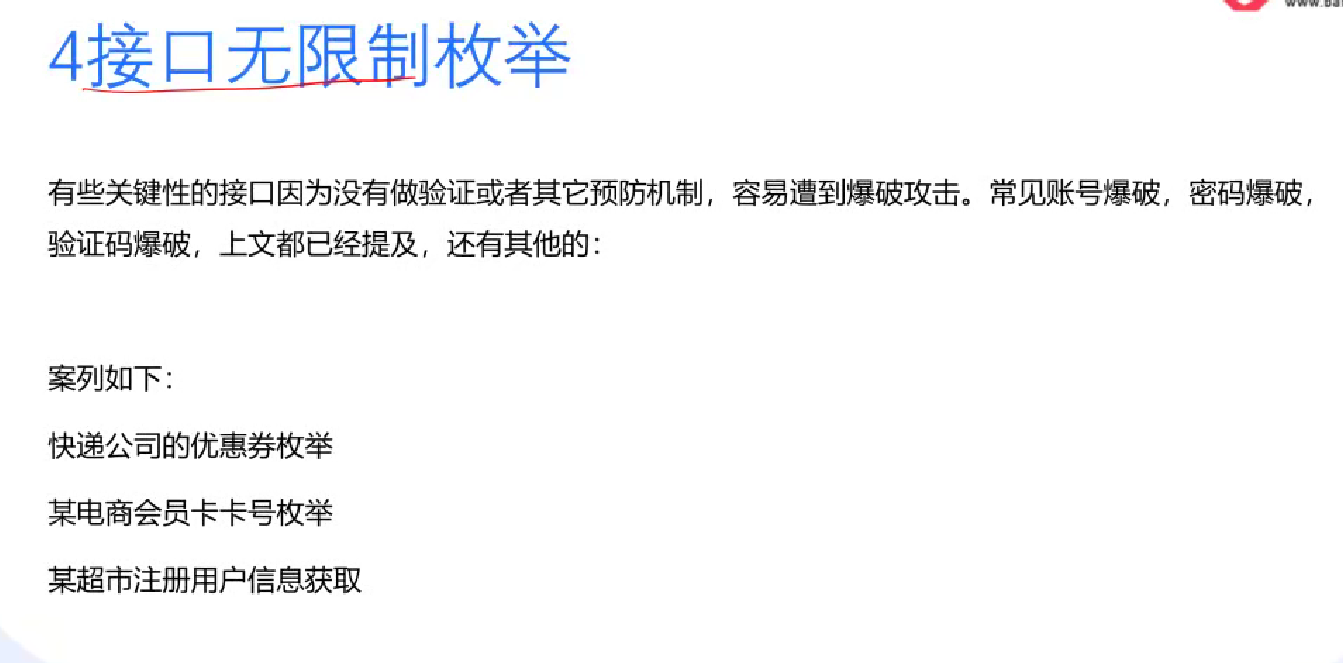 4接口无限制枚举
有些关键性的接口因为没有做验证或者其它预防机制，容易遭到爆破攻击。常见账号爆破，密码爆破，
验证码爆破，上文都已经提及，还有其他的：
案列如下：
快递公司的优惠券枚举
某电商会员卡卡号枚举
某超市注册用户信息获取